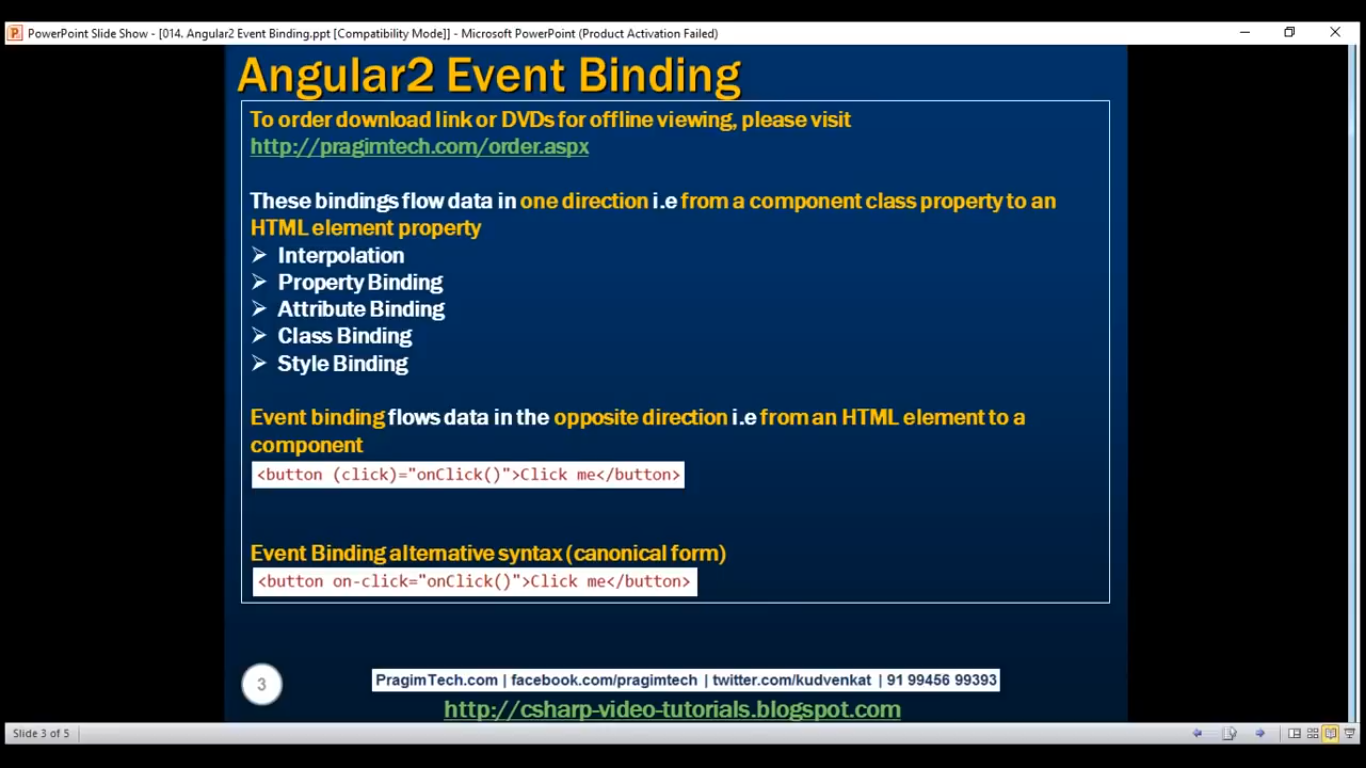 PowerPoint Slide Show - [014. Angular2 Event Binding.ppt [Compatibility Mode]] - Microsoft PowerPoint (Product Activation Failed)
Angular2 Event Binding
To order download link or DVDs for offline viewing, please visit
http://pragimtech.com/order.aspx
These bindings flow data in one direction i.e from a component class property to an
HTML element property
Interpolation
Property Binding
Attribute Binding
Class Binding
Style Binding
Event binding flows data in the opposite direction i.e from an HTML element to a
component
<button (click)="onClick()">Click me</button>
Event Binding alternative syntax (canonical form)
<button on-click="onClick()">Click me</button>
3
PragimTech.com | facebook.com/pragimtech | twitter.com/kudvenkat | 91 99456 99393
http://csharp-video-tutorials.blogspot.com
Slide 3 of 5